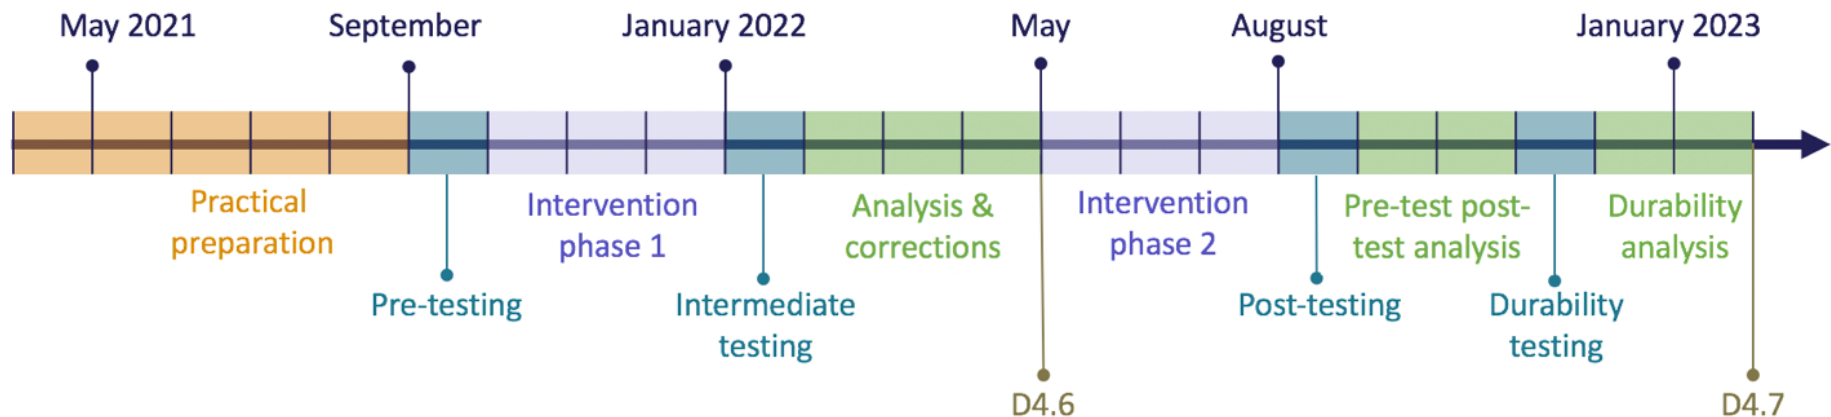 May 2021
September
January 2022
May
August
January 2023
Practical
preparation
Pre-testing
Intervention
phase 1
Intermediate
testing
Analysis &
corrections
D4.6
Intervention
phase 2
Post-testing
Pre-test post-
test analysis
Durability
testing
Durability
analysis
D4.7